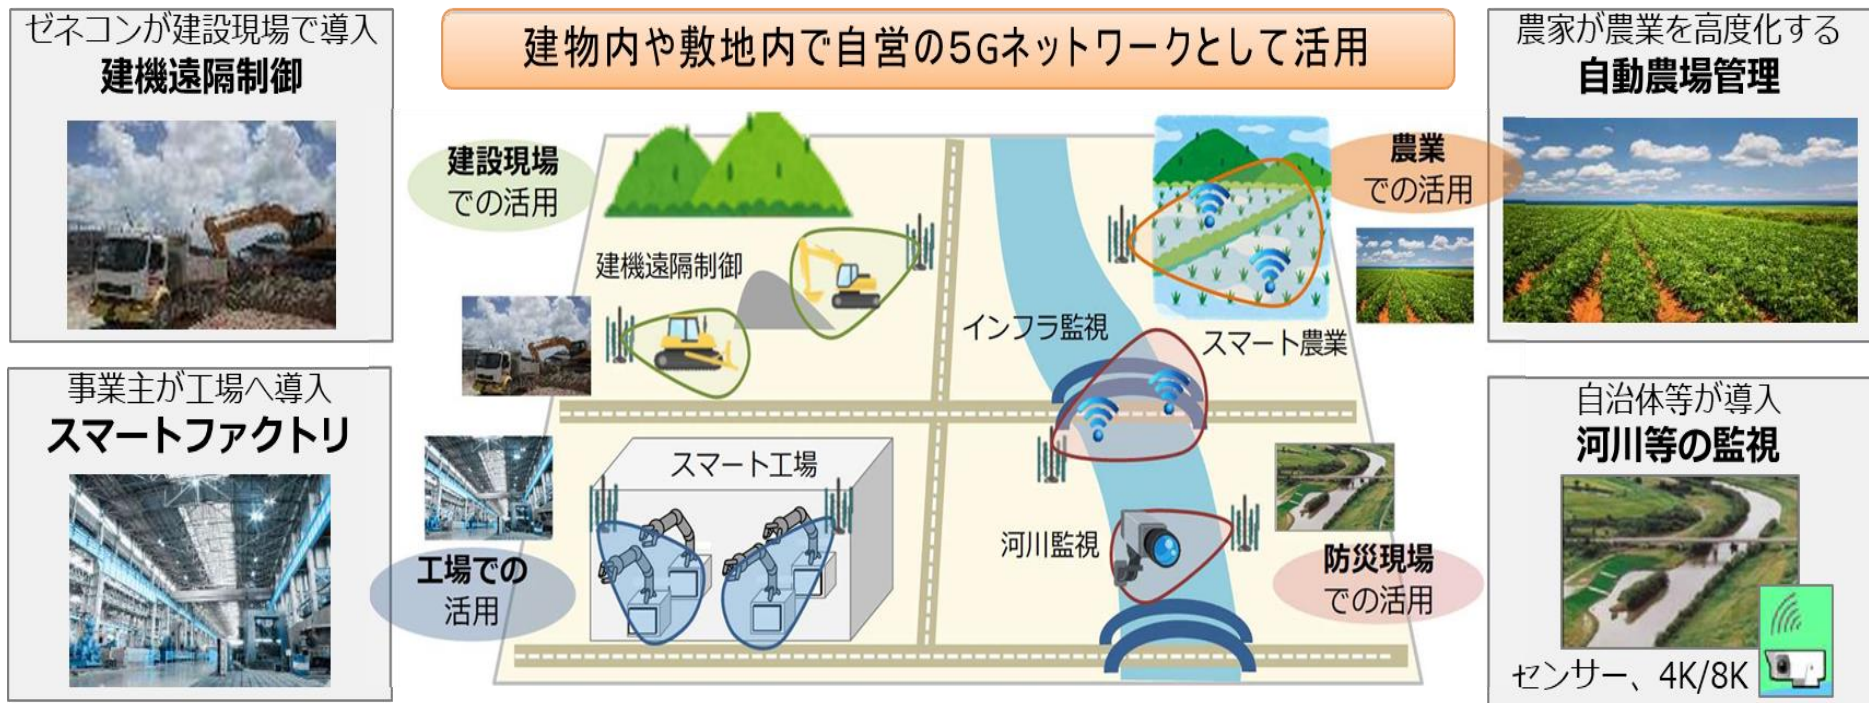 ゼネコンが建設現場で導入
建機遠隔制御
建物内や敷地内で自営の5Gネットワークとして活用
農家が農業を高度化する
自動農場管理
建設現場
での活用
農業
での活用
建機遠隔制御
インフラ監視
スマート農業
事業主が工場へ導入
スマートファクトリ
スマート工場
工場での
活用
河川監視
防災現場
での活用
自治体等が導入
河川等の監視
センサー、4K/8K